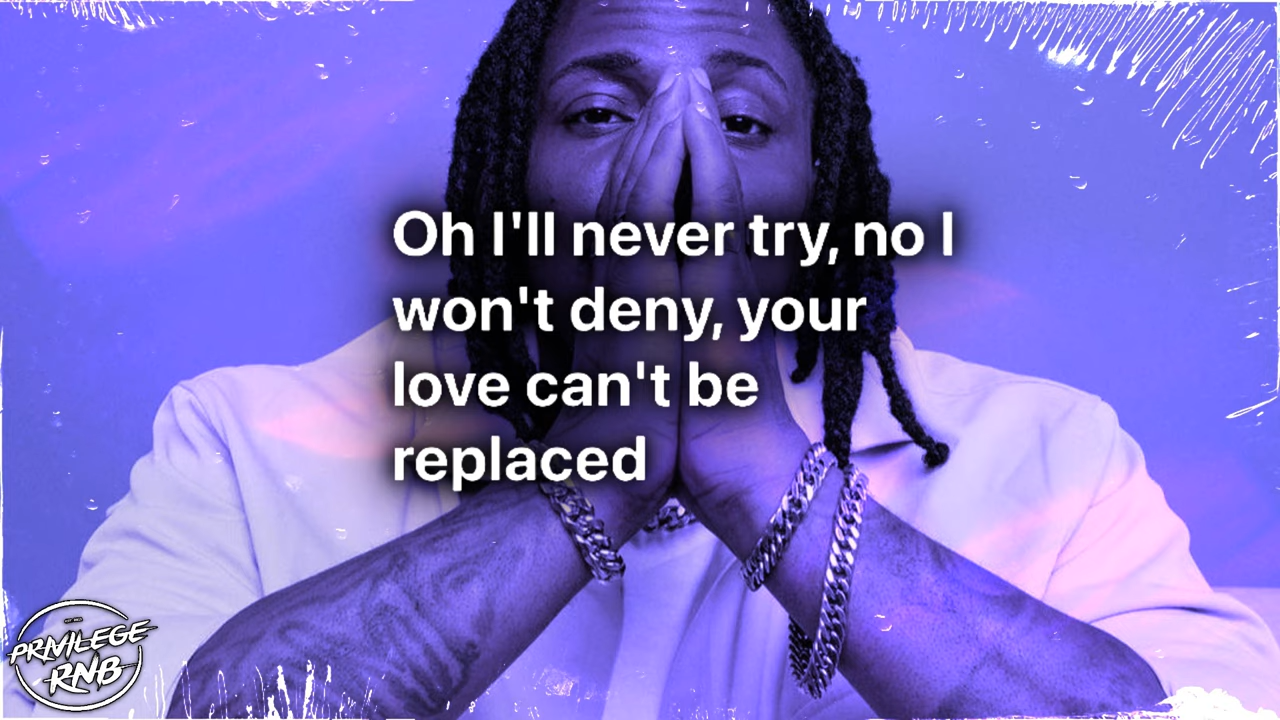 Oh I'll never try, no I
won't deny, your
love can't be
replaced
PRIVILEGE
RNB